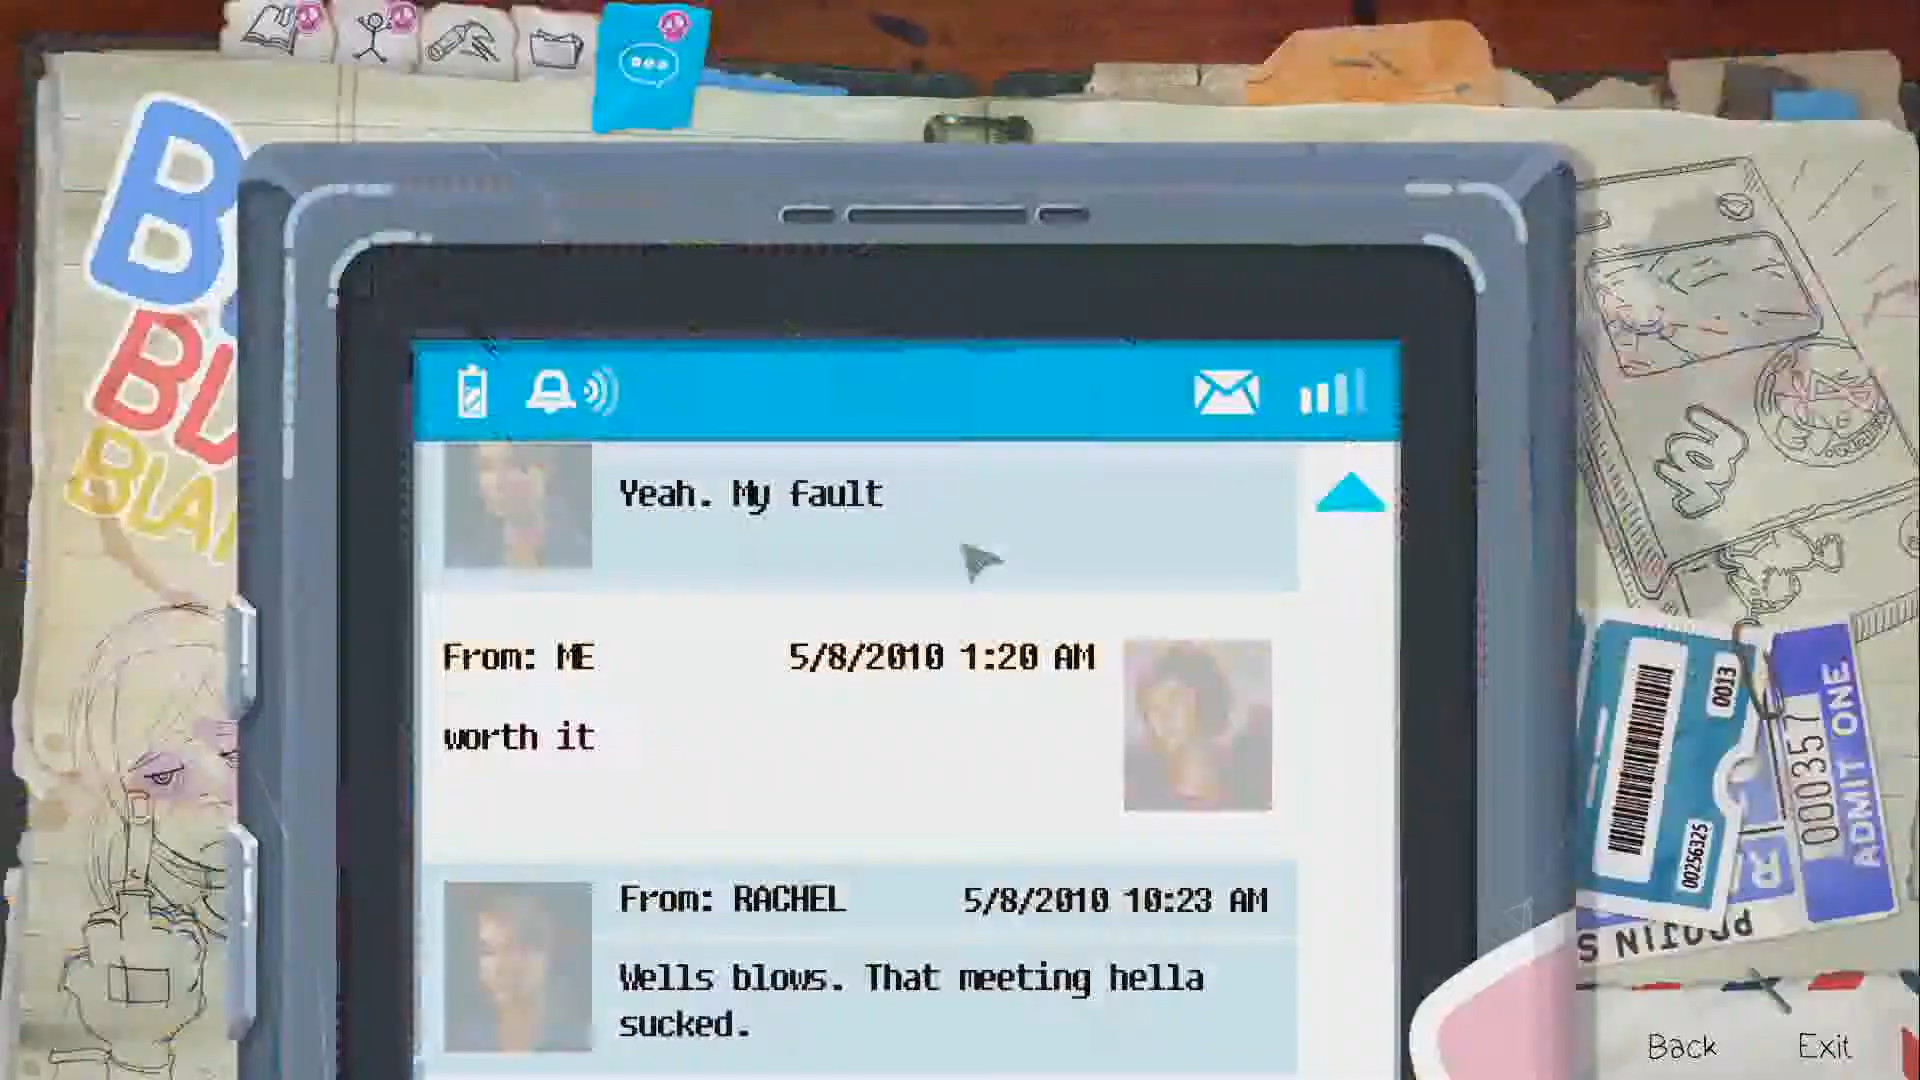 Yeah. My fault
From: ME 5/8/2010 1:20 AM
worth it
From: RACHEL 5/8/2010 10:23 AM
Wells blows. That meeting hella
sucked.
0013
00256325
000357
ADMIT ONE
Back Exit